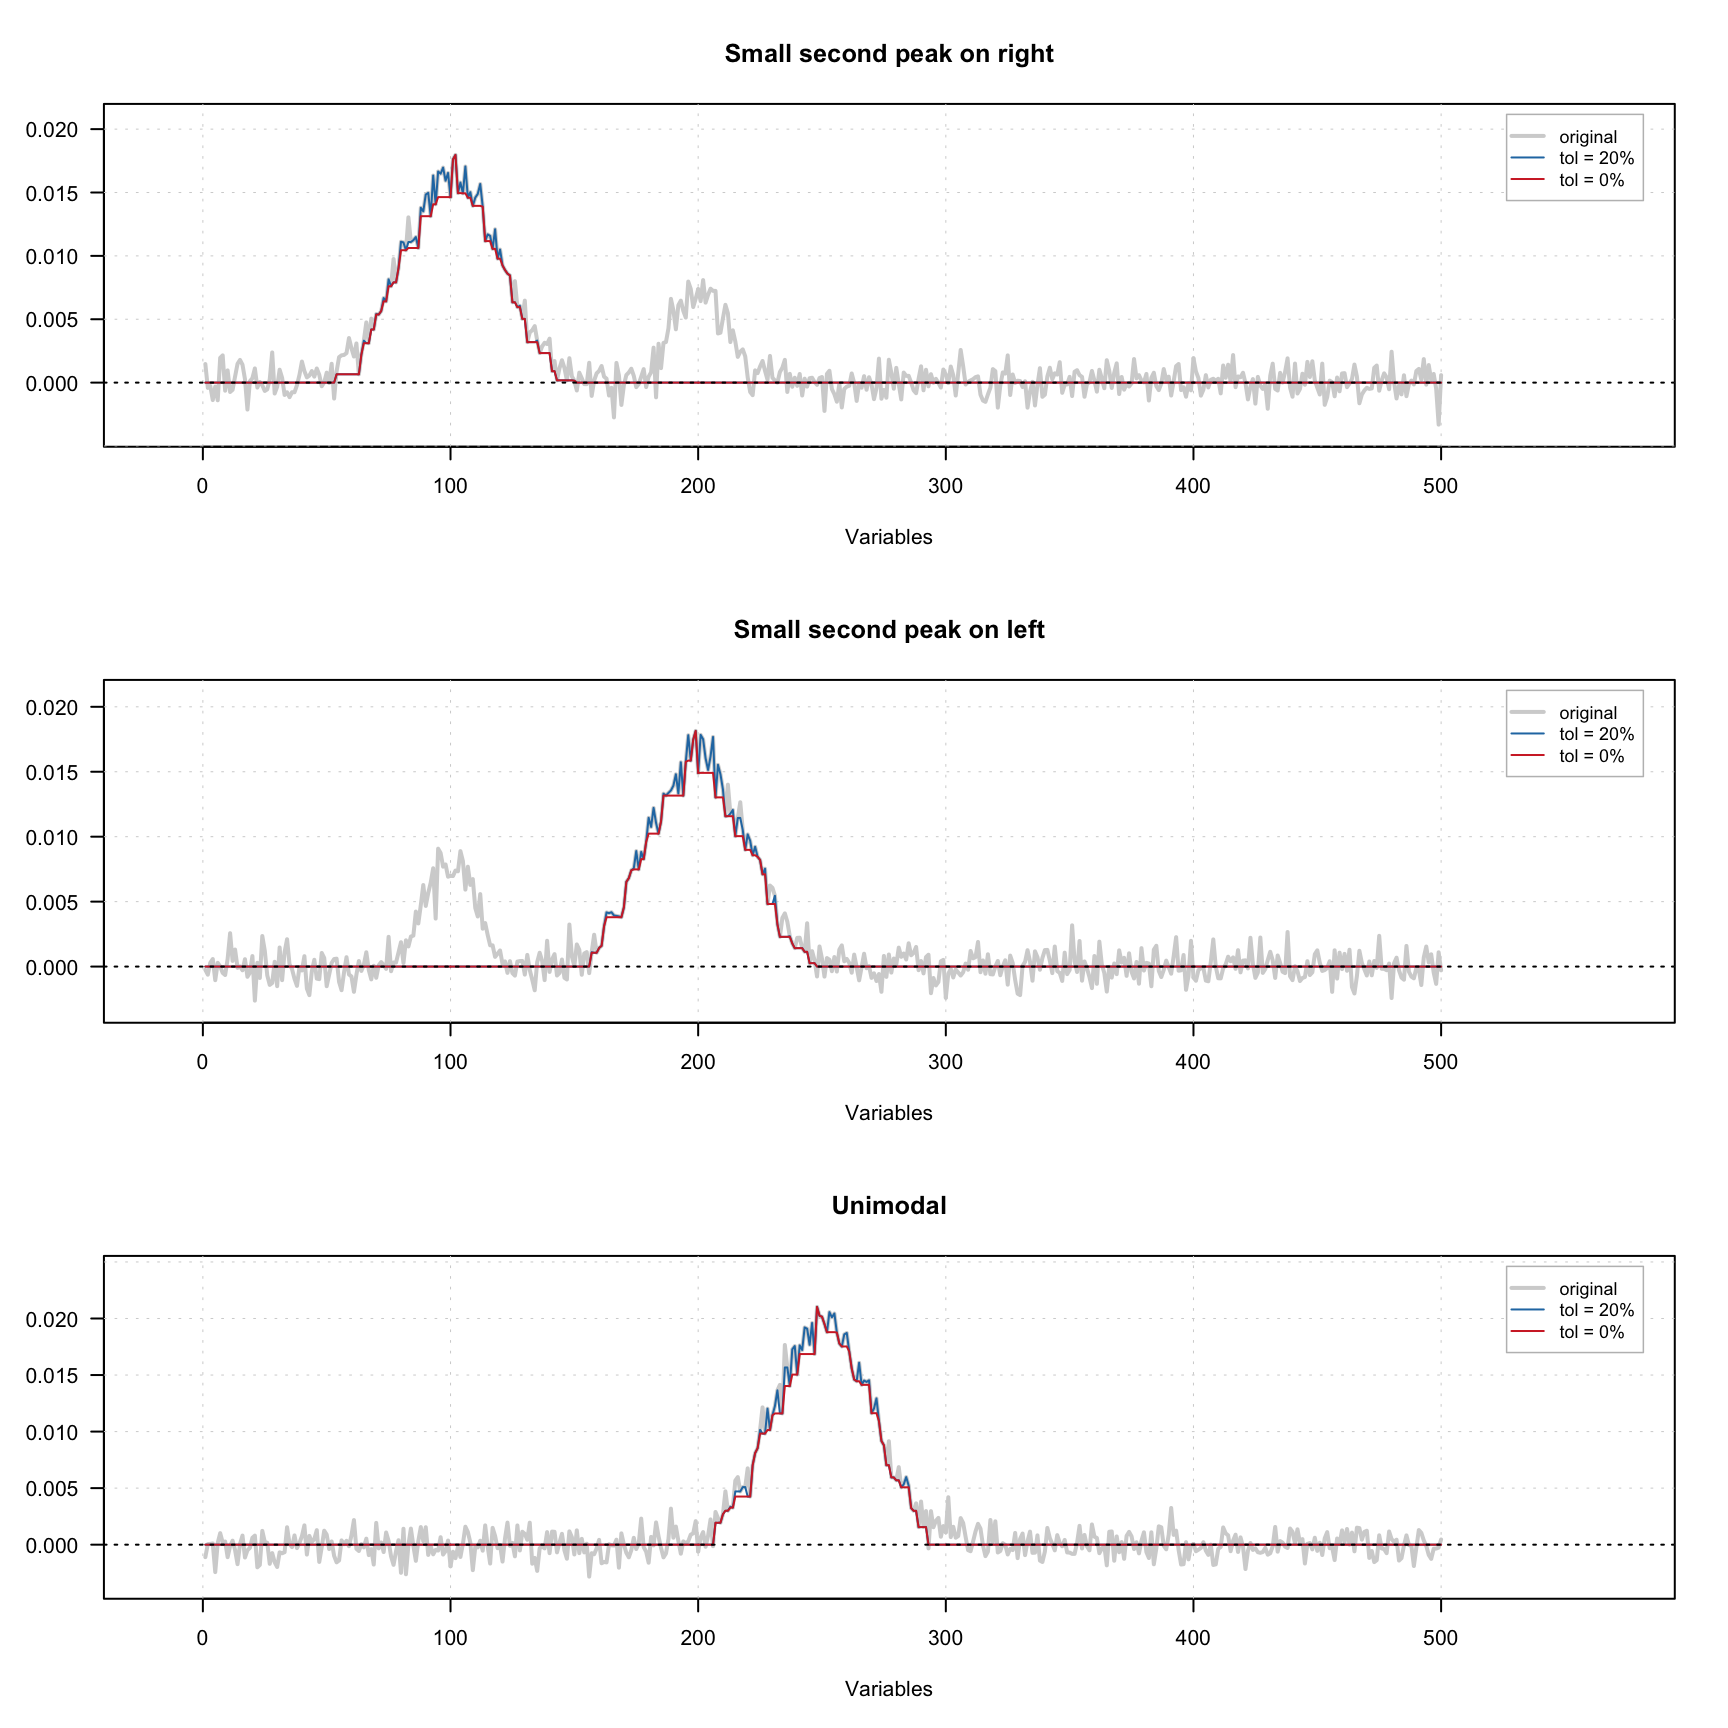 Small second peak on right
0.020
0.015
0.010
0.005
0.000
original
tol = 20%
tol = 0%
0 100 200 300 400 500
Variables
Small second peak on left
0.020
0.015
0.010
0.005
0.000
original
tol = 20%
tol = 0%
0 100 200 300 400 500
Variables
Unimodal
0.020
0.015
0.010
0.005
0.000
original
tol = 20%
tol = 0%
0 100 200 300 400 500
Variables